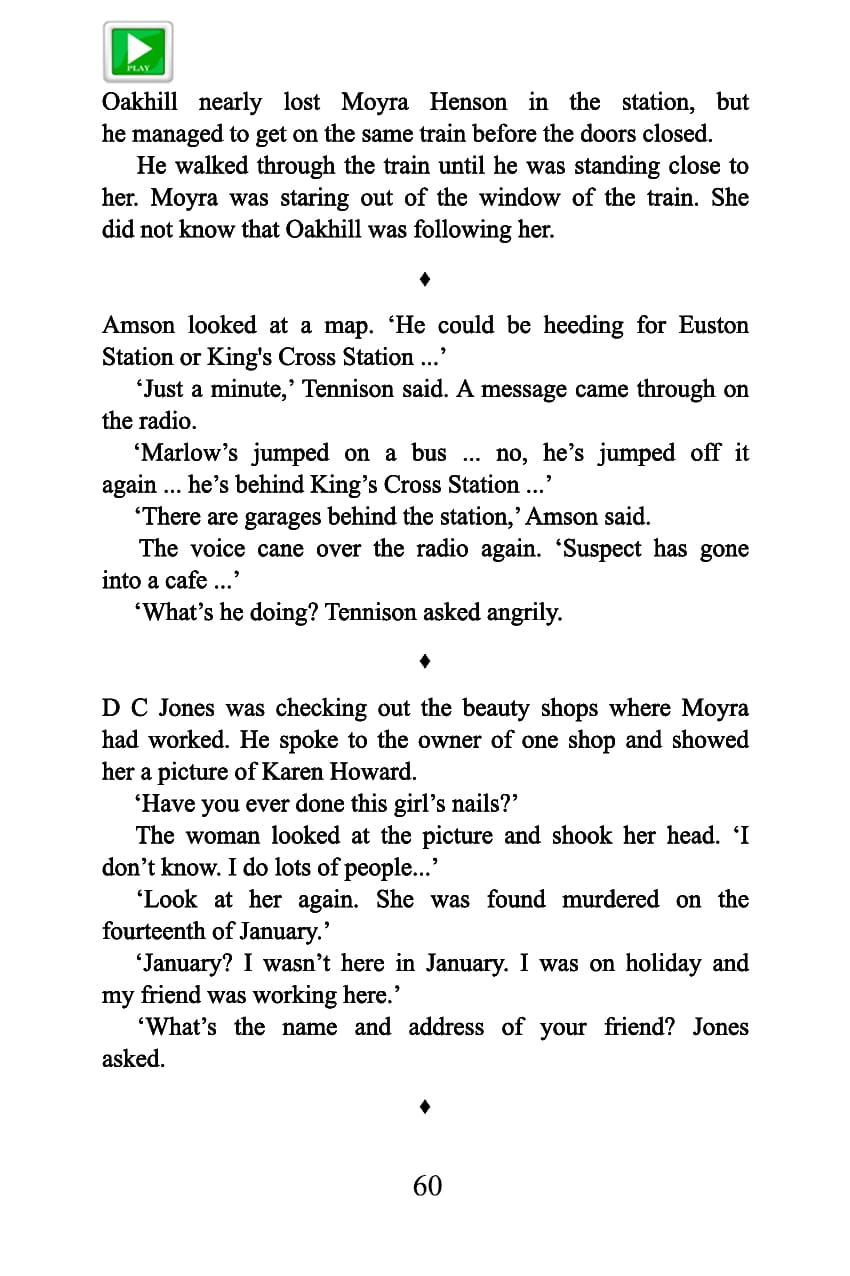 PLAY
Oakhill nearly lost Moyra Henson in the station, but
he managed to get on the same train before the doors closed.
He walked through the train until he was standing close to
her. Moyra was staring out of the window of the train. She
did not know that Oakhill was following her.
♦
Amson looked at a map. ‘He could be heeding for Euston
Station or King's Cross Station ...’
‘Just a minute,’ Tennison said. A message came through on
the radio.
‘Marlow’s jumped on a bus ... no, he’s jumped off it
again ... he’s behind King’s Cross Station ...’
‘There are garages behind the station,’ Amson said.
The voice cane over the radio again. ‘Suspect has gone
into a cafe ...’
‘What’s he doing? Tennison asked angrily.
♦
D C Jones was checking out the beauty shops where Moyra
had worked. He spoke to the owner of one shop and showed
her a picture of Karen Howard.
‘Have you ever done this girl’s nails?’
The woman looked at the picture and shook her head. ‘I
don’t know. I do lots of people...’
‘Look at her again. She was found murdered on the
fourteenth of January.’
‘January? I wasn’t here in January. I was on holiday and
my friend was working here.’
‘What’s the name and address of your friend? Jones
asked.
♦
60